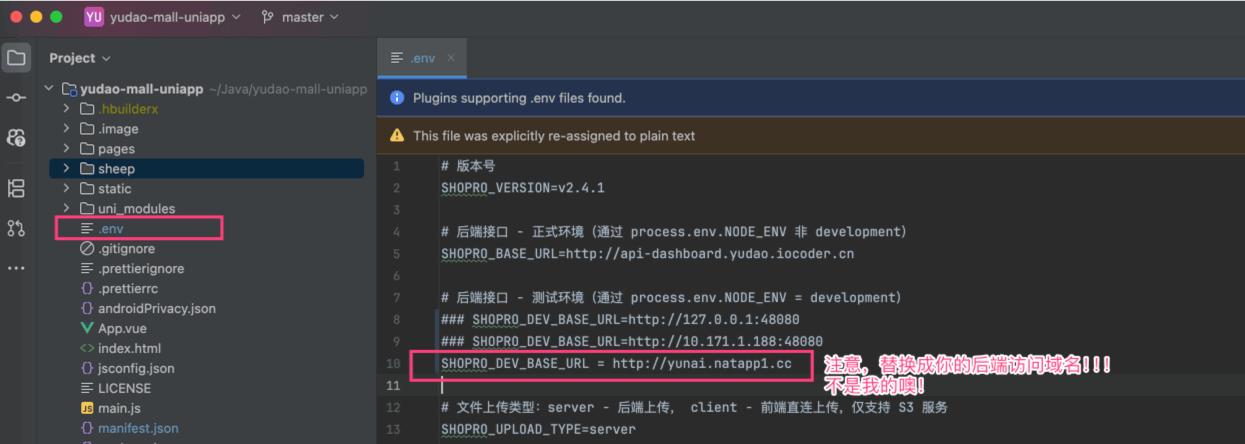 YU yudao-mall-uniapp master
Project
.env
yudao-mall-uniapp ~/Java/yudao-mall-uniapp
.hbuilderx
.image
pages
sheep
static
uni_modules
.env
.gitignore
.prettierignore
.prettierrc
androidPrivacy.json
App.vue
index.html
jsconfig.json
LICENSE
JS main.js
manifest.json
Plugins supporting .env files found.
This file was explicitly re-assigned to plain text
1 # 版本号
2 SHOPRO_VERSION=v2.4.1
3
4 # 后端接口 - 正式环境（通过 process.env.NODE_ENV 非 development）
5 SHOPRO_BASE_URL=http://api-dashboard.yudao.iocoder.cn
6
7 # 后端接口 - 测试环境（通过 process.env.NODE_ENV = development）
8 ### SHOPRO_DEV_BASE_URL=http://127.0.0.1:48080
9 ### SHOPRO_DEV_BASE_URL=http://10.171.1.188:48080
10 SHOPRO_DEV_BASE_URL = http://yunai.natapp1.cc
注意，替换成你的后端访问域名!!!
不是我的噢!
11
12 # 文件上传类型：server - 后端上传， client - 前端直连上传，仅支持 S3 服务
13 SHOPRO_UPLOAD_TYPE=server